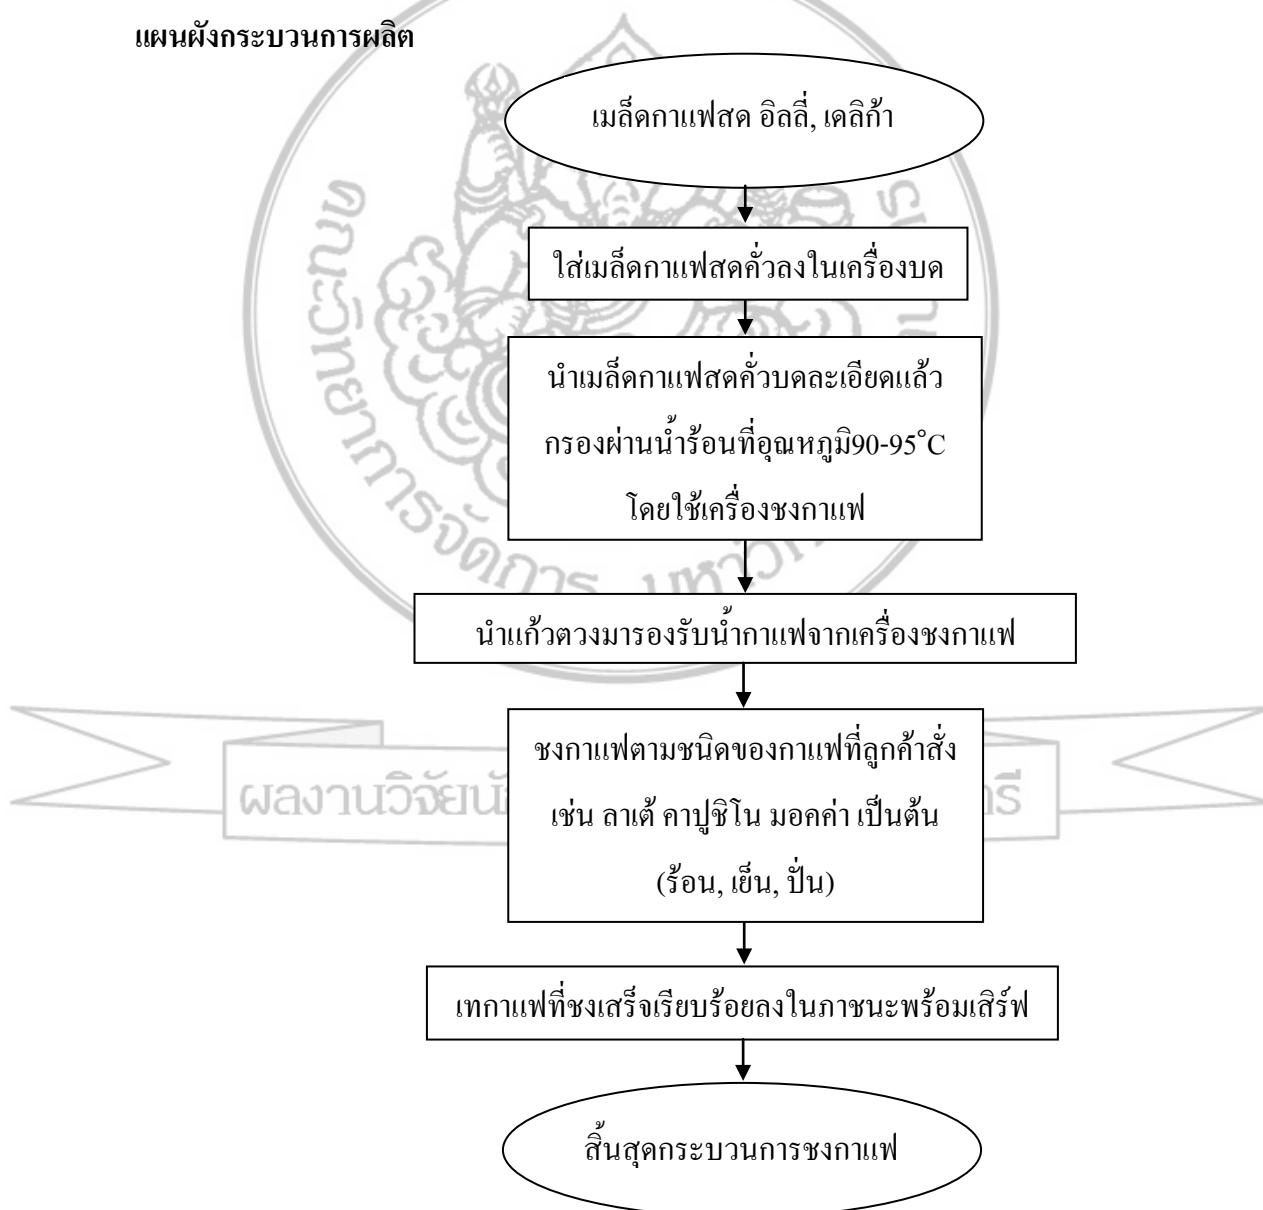 แผนผังกระบวนการผลิต
เมล็ดกาแฟสด อิลลี่, เดลิก้า
ใส่เมล็ดกาแฟสดคั่วลงในเครื่องบด
นำเมล็ดกาแฟสดคั่วบดละเอียดแล้ว
กรองผ่านน้ำร้อนที่อุณหภูมิ90-95°C
โดยใช้เครื่องชงกาแฟ
นำแก้วตวงมารองรับน้ำกาแฟจากเครื่องชงกาแฟ
ชงกาแฟตามชนิดของกาแฟที่ลูกค้าสั่ง
เช่น ลาเต้ คาปูชิโน มอคค่า เป็นต้น
(ร้อน, เย็น, ปั่น)
เทกาแฟที่ชงเสร็จเรียบร้อยลงในภาชนะพร้อมเสิร์ฟ
สิ้นสุดกระบวนการชงกาแฟ
ผลงานวิจัย